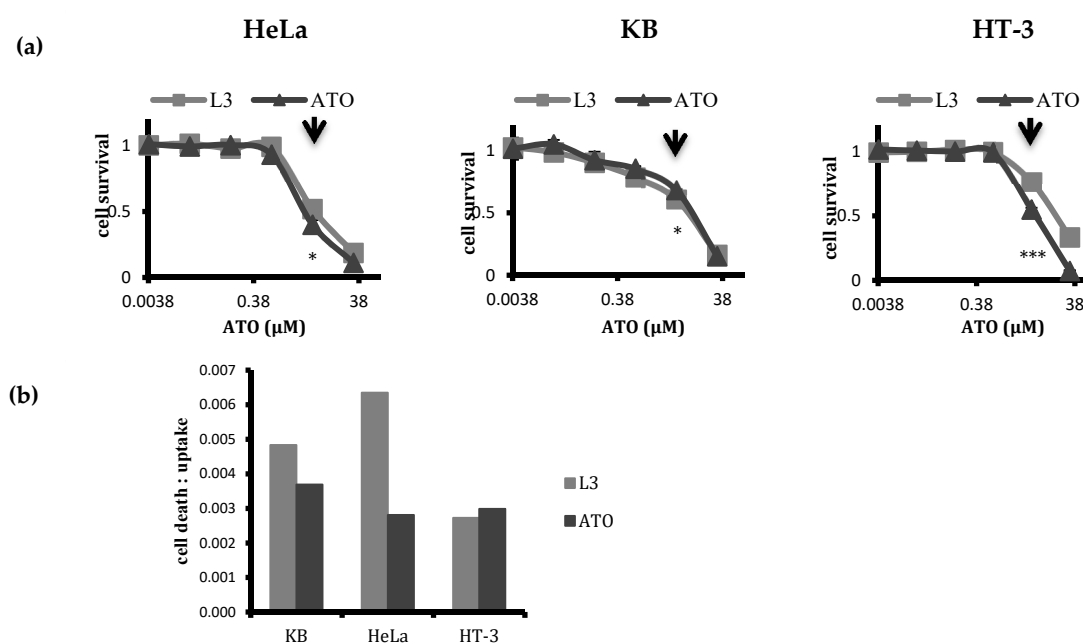 (a)
HeLa KB HT-3
L3 ATO L3 ATO L3 ATO
cell survival
1
0.5
0
0.0038 0.38 38
ATO (µM)
*
cell survival
1
0.5
0
0.0038 0.38 38
ATO (µM)
*
cell survival
1
0.5
0
0.0038 0.38 38
ATO (µM)
***
(b)
cell death : uptake
0.007
0.006
0.005
0.004
0.003
0.002
0.001
0.000
KB HeLa HT-3
L3
ATO